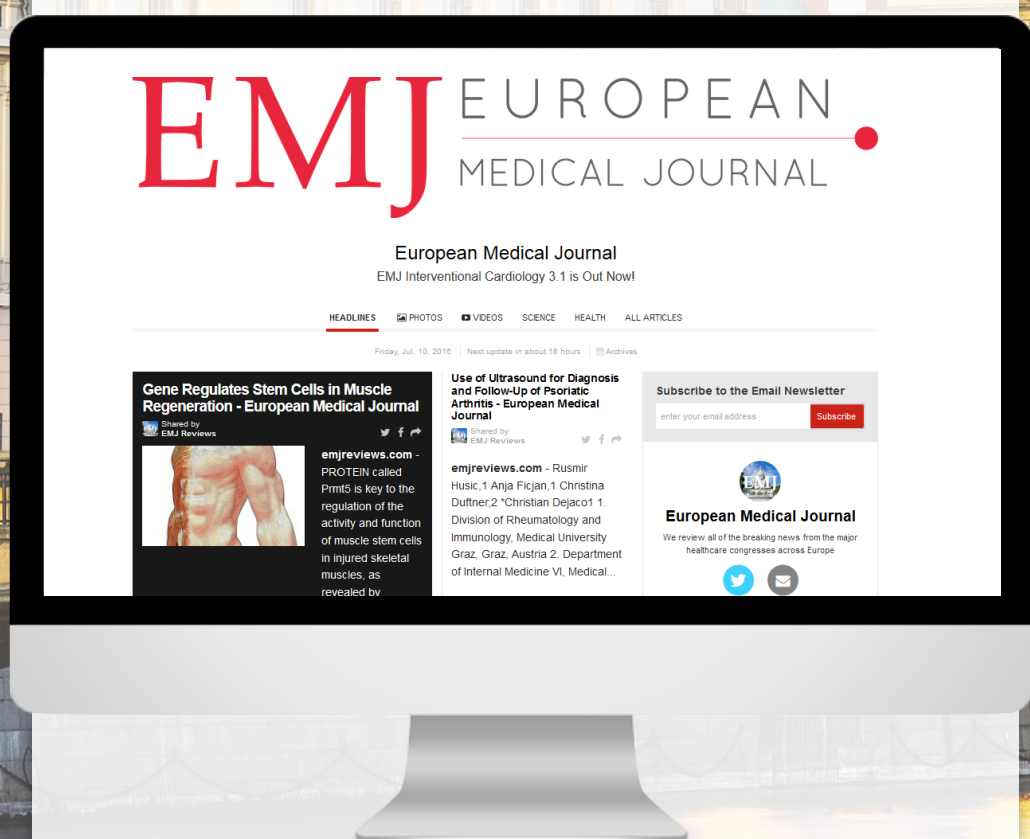 EMJ EUROPEAN
MEDICAL JOURNAL
European Medical Journal
EMJ Interventional Cardiology 3.1 is Out Now!
HEADLINES PHOTOS VIDEOS SCIENCE HEALTH ALL ARTICLES
Friday, Jul. 10, 2015 Next update in about 18 hours Archives
Gene Regulates Stem Cells in Muscle
Regeneration - European Medical Journal
Shared by
EMJ Reviews
emjreviews.com -
PROTEIN called
Prmt5 is key to the
regulation of the
activity and function
of muscle stem cells
in injured skeletal
muscles, as
revealed by
Use of Ultrasound for Diagnosis
and Follow-Up of Psoriatic
Arthritis - European Medical
Journal
Shared by
EMJ Reviews
emjreviews.com - Rusmir
Husic,1 Anja Ficjan,1 Christina
Duftner,2 *Christian Dejaco1 1.
Division of Rheumatology and
Immunology, Medical University
Graz, Graz, Austria 2. Department
of Internal Medicine VI, Medical...
Subscribe to the Email Newsletter
enter your email address Subscribe
EMJ
European Medical Journal
We review all of the breaking news from the major
healthcare congresses across Europe